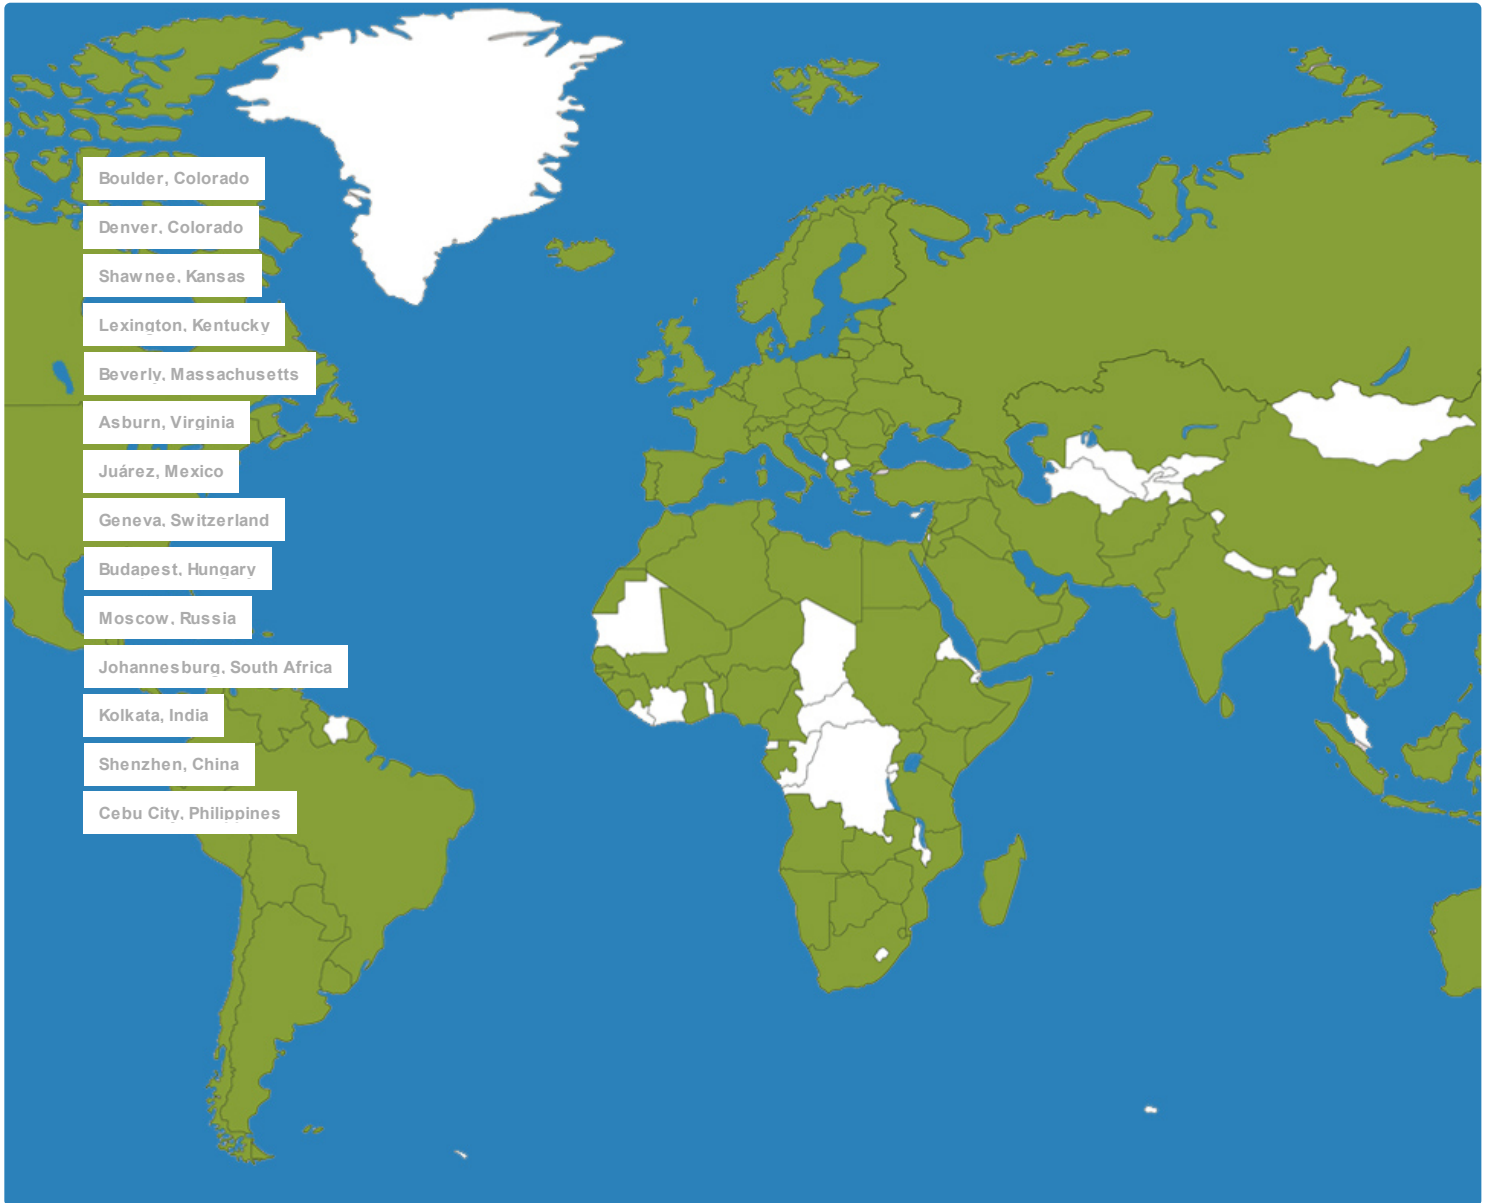 Boulder, Colorado
Denver, Colorado
Shawnee, Kansas
Lexington, Kentucky
Beverly, Massachusetts
Asburn, Virginia
Juárez, Mexico
Geneva, Switzerland
Budapest, Hungary
Moscow, Russia
Johannesburg, South Africa
Kolkata, India
Shenzhen, China
Cebu City, Philippines